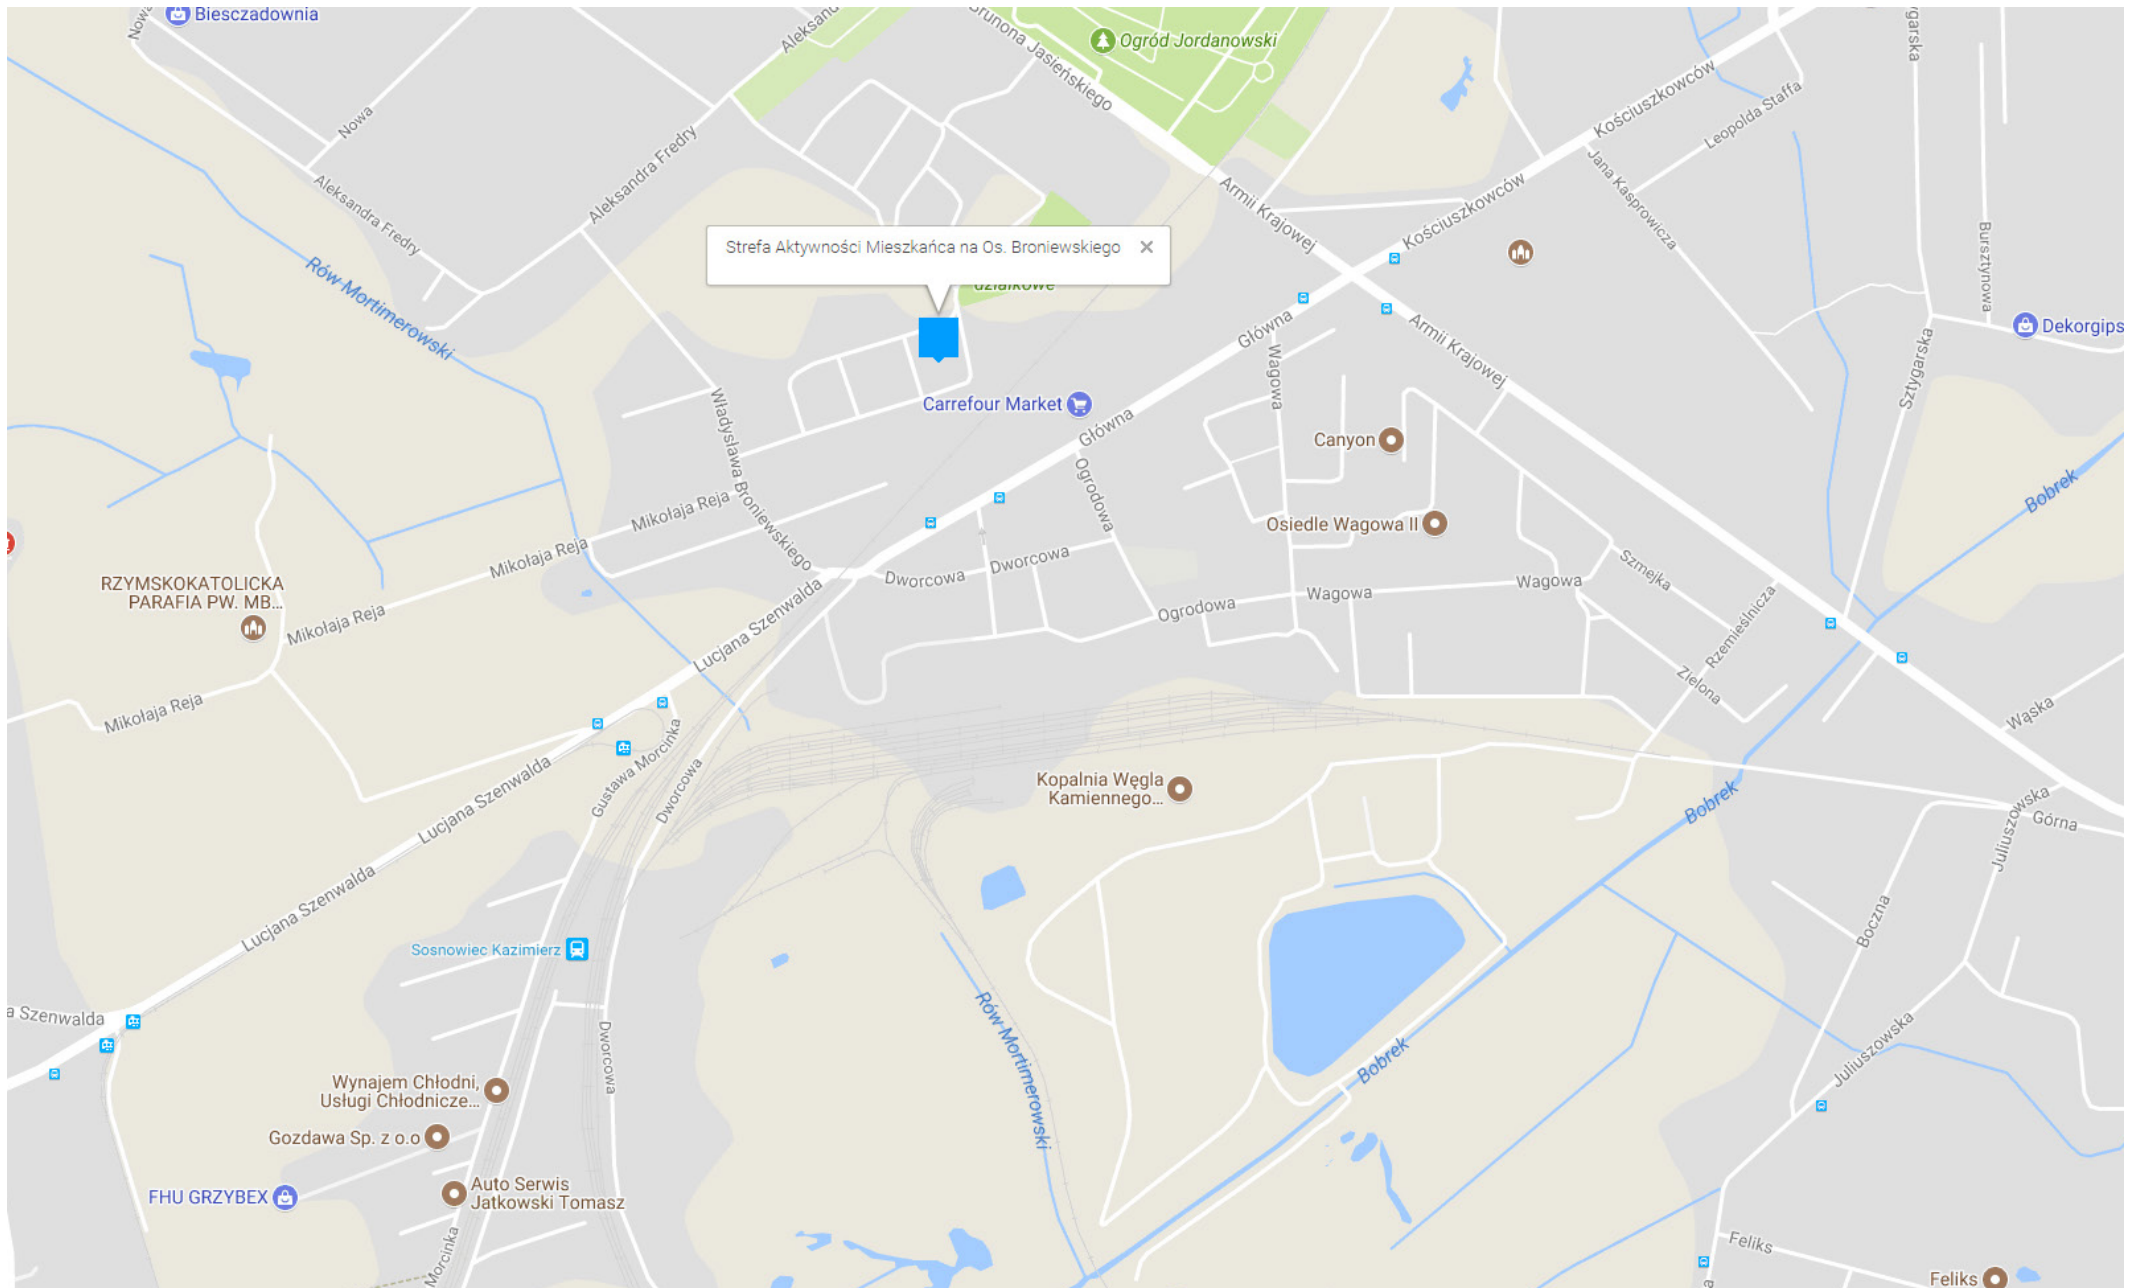 Biesczadownia
Nowa
Aleksandra Fredry
Nowa
Aleksandra Fredry
Brunona Jasieńskiego
Ogród Jordanowski
Kościuszkowców
Leopolda Staffa
Jana Kasprowicza
Armii Krajowej
Kościuszkowców
Strefa Aktywności Mieszkańca na Os. Broniewskiego
działkowe
Rów Mortimerowski
Główna
Wagowa
Armii Krajowej
Bursztynowa
Dekorgips
Sztygarska
Carrefour Market
Główna
Władysława Broniewskiego
Canyon
Ogrodowa
Bobrek
Mikołaja Reja
Osiedle Wagowa II
Mikołaja Reja
Dworcowa
Dworcowa
Szmejka
Wagowa
Wagowa
Ogrodowa
RZYMSKOKATOLICKA
PARAFIA PW. MB...
Mikołaja Reja
Lucjana Szenwalda
Rzemieślnicza
Zielona
Mikołaja Reja
Wąska
Gustawa Morcinka
Dworcowa
Lucjana Szenwalda
Kopalnia Węgla
Kamiennego...
Bobrek
Juliuszowska
Górna
Lucjana Szenwalda
Boczna
Sosnowiec Kazimierz
a Szenwalda
Dworcowa
Rów Mortimerowski
Bobrek
Juliuszowska
Wynajem Chłodni,
Usługi Chłodnicze...
Gozdawa Sp. z o.o
Auto Serwis
Jatkowski Tomasz
FHU GRZYBEX
Morcinka
Feliks
Feliks